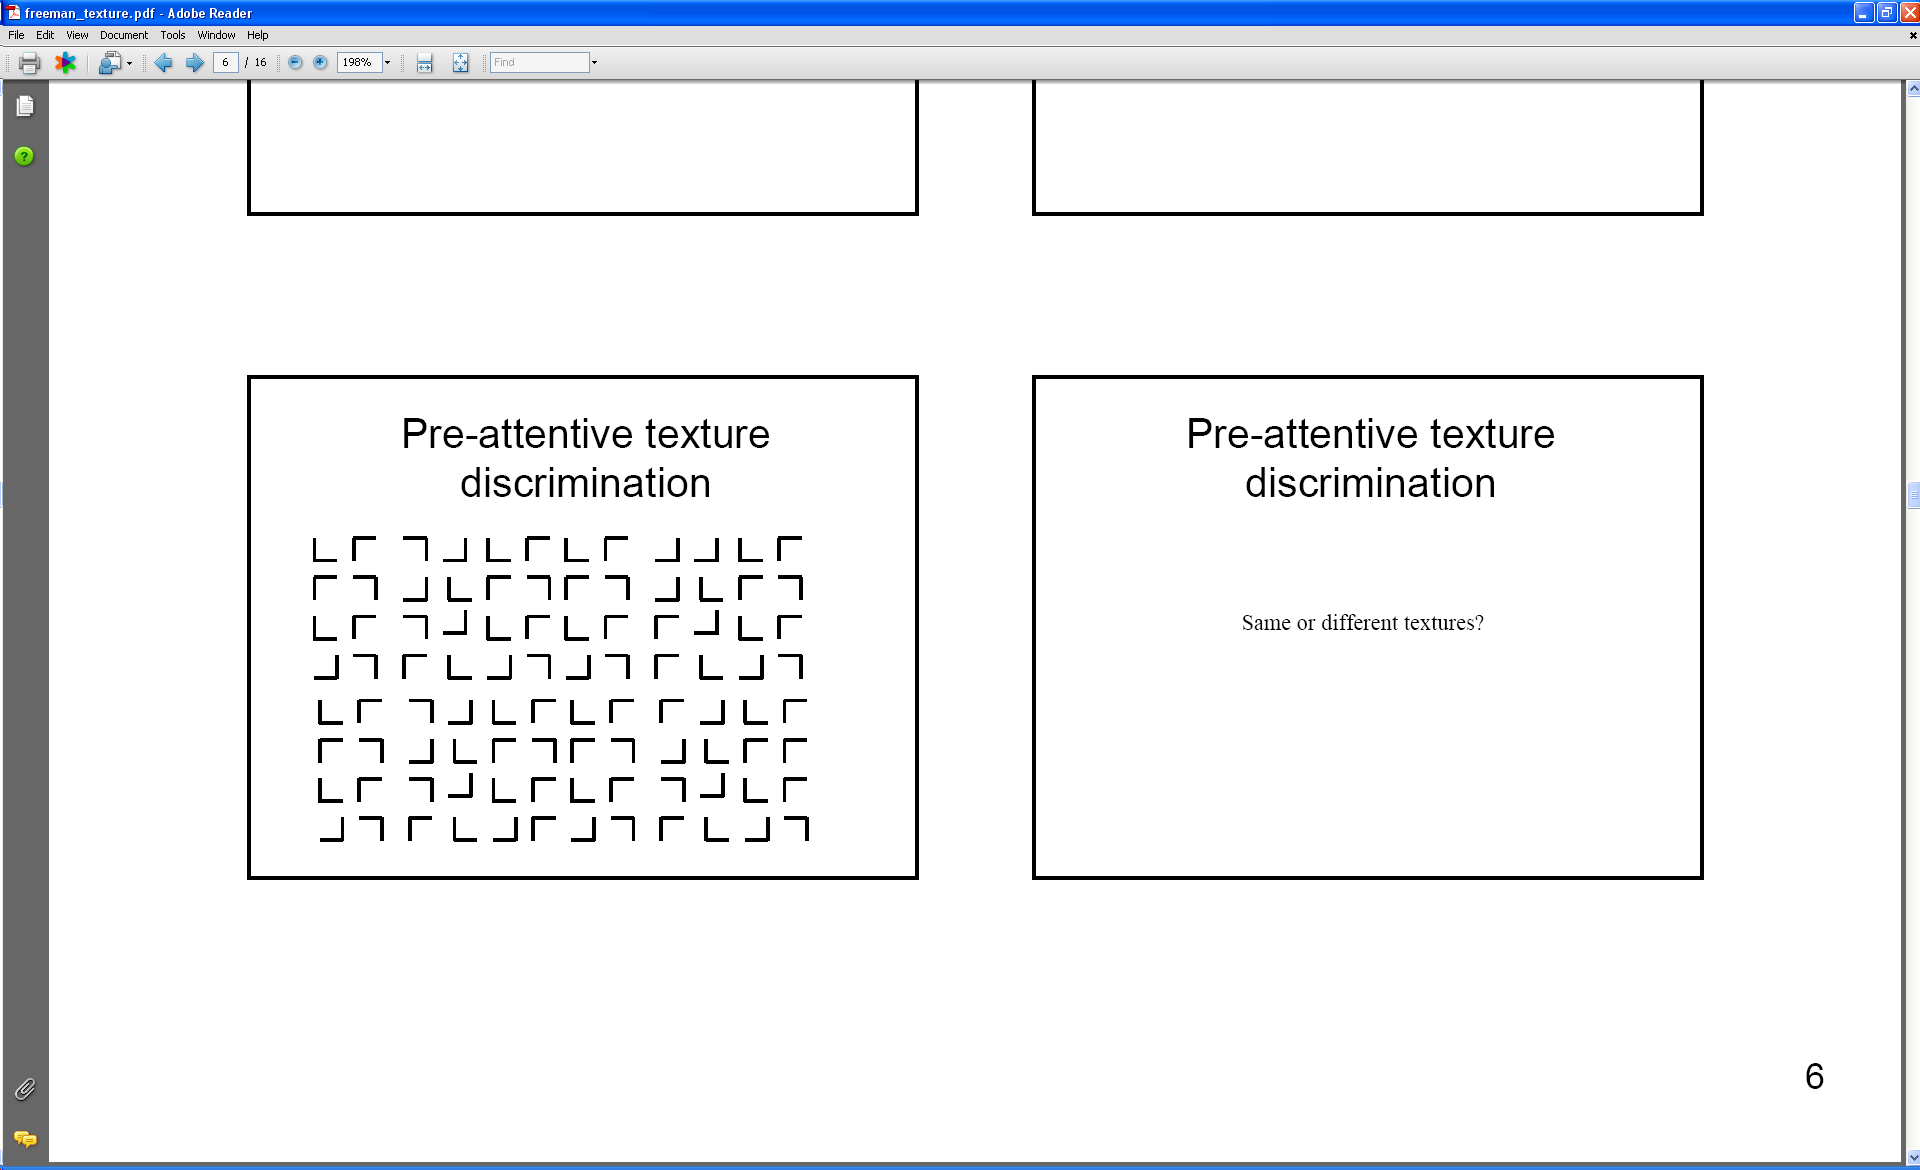 freeman_texture.pdf - Adobe Reader
File Edit View Document Tools Window Help
6 / 16 198% Find
Pre-attentive texture
discrimination
Pre-attentive texture
discrimination
Same or different textures?
6